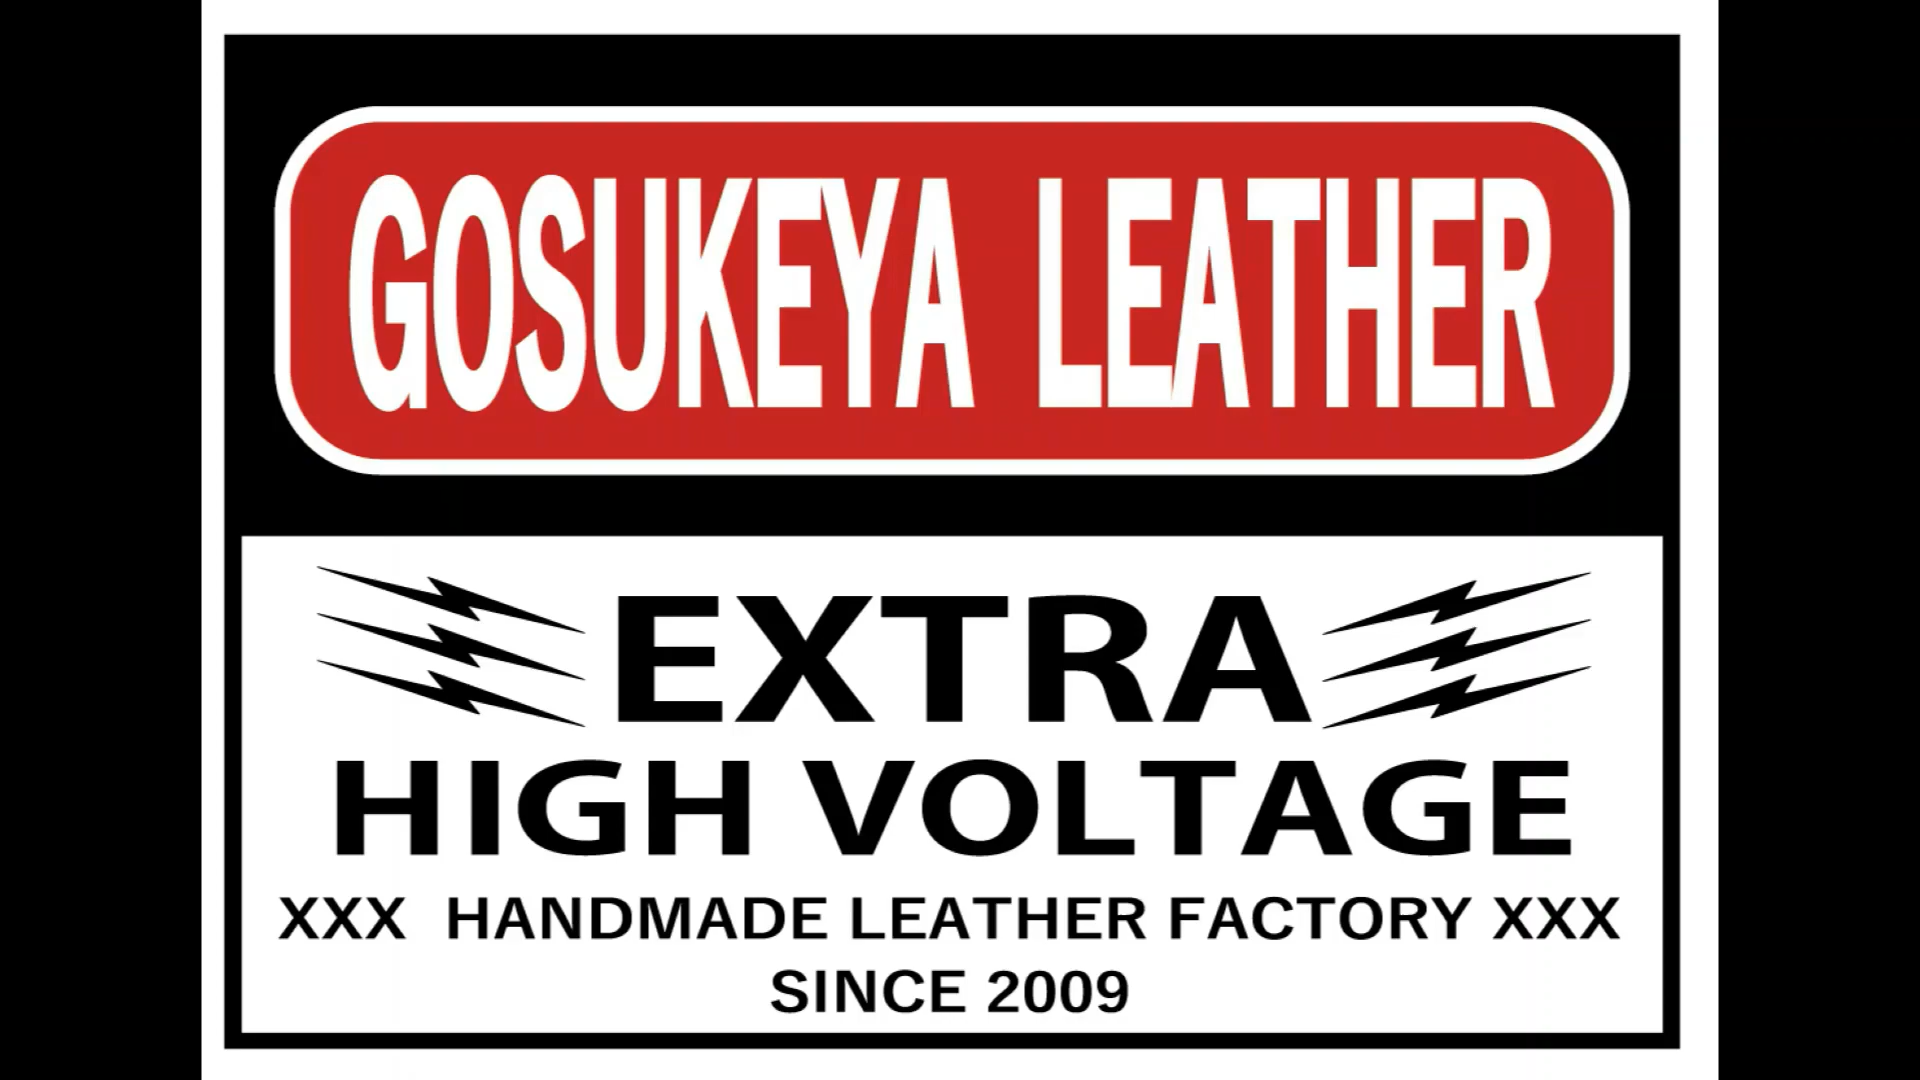 GOSUKEYA LEATHER
EXTRA
HIGH VOLTAGE
XXX HANDMADE LEATHER FACTORY XXX
SINCE 2009